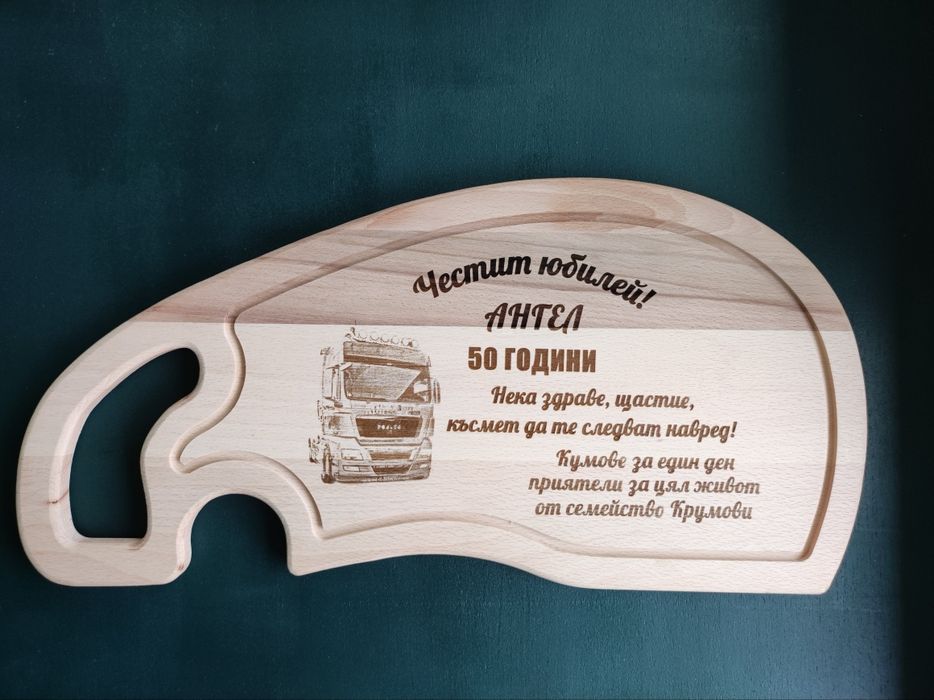 Честит юбилей!
АНГЕЛ
50 ГОДИНИ
Нека здраве, щастие,
късмет да те следват навред!
Кумове за един ден
приятели за цял живот
от семейство Крумови